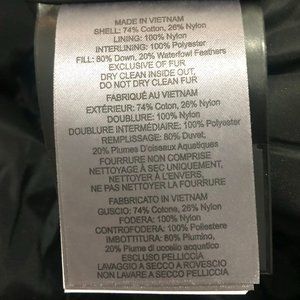 MADE IN VIETNAM
SHELL: 74% Cotton, 26% Nylon
LINING: 100% Nylon
INTERLINING: 100% Polyester
FILL: 80% Down, 20% Waterfowl Feathers
EXCLUSIVE OF FUR
DRY CLEAN INSIDE OUT,
DO NOT DRY CLEAN FUR
FABRIQUÉ AU VIETNAM
EXTÉRIEUR: 74% Coton, 26% Nylon
DOUBLURE: 100% Nylon
DOUBLURE INTERMÉDIAIRE: 100% Polyester
REMPLISSAGE: 80% Duvet,
20% Plumes D'oiseaux Aquatiques
FOURRURE NON COMPRISE
NETTOYAGE À SEC UNIQUEMENT,
NETTOYER À L'ENVERS,
NE PAS NETTOYER LA FOURRURE
FABBRICATO IN VIETNAM
GUSCIO: 74% Cotone, 26% Nylon
FODERA: 100% Nylon
CONTROFODERA: 100% Poliestere
IMBOTTITURA: 80% Piumino,
20% Piume di uccello acquatico
ESCLUSO PELLICCIA
LAVAGGIO A SECCO A ROVESCIO
NON LAVARE A SECCO PELLICCIA